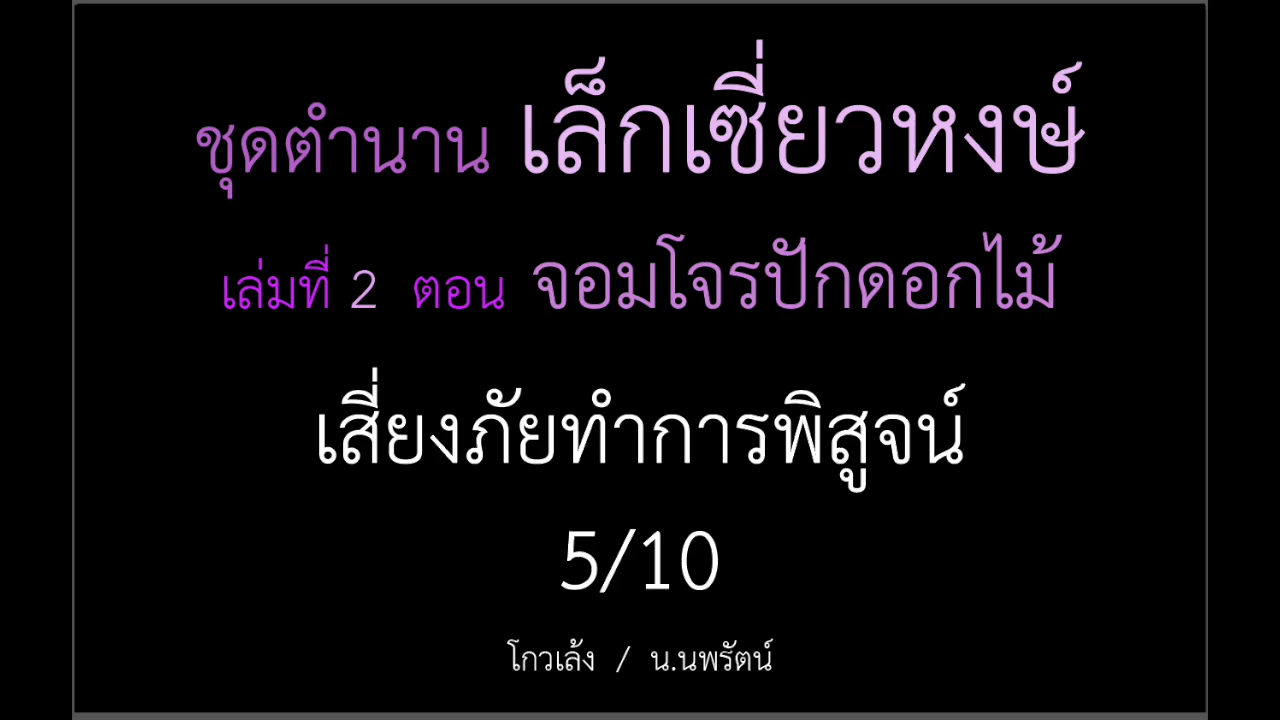 ชุดตำนาน เล็กเซี่ยวหงษ์
เล่มที่ 2 ตอน จอมโจรปักดอกไม้
เสี่ยงภัยทำการพิสูจน์
5/10
โกวเล้ง / น.นพรัตน์